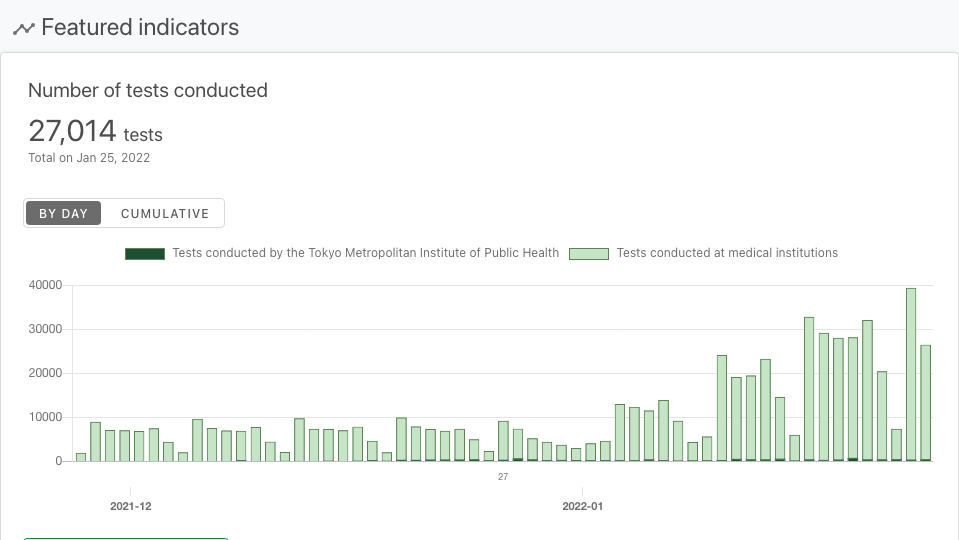 Featured indicators
Number of tests conducted
27,014 tests
Total on Jan 25, 2022
BY DAY CUMULATIVE
Tests conducted by the Tokyo Metropolitan Institute of Public Health Tests conducted at medical institutions
40000
30000
20000
10000
0
27
2021-12 2022-01